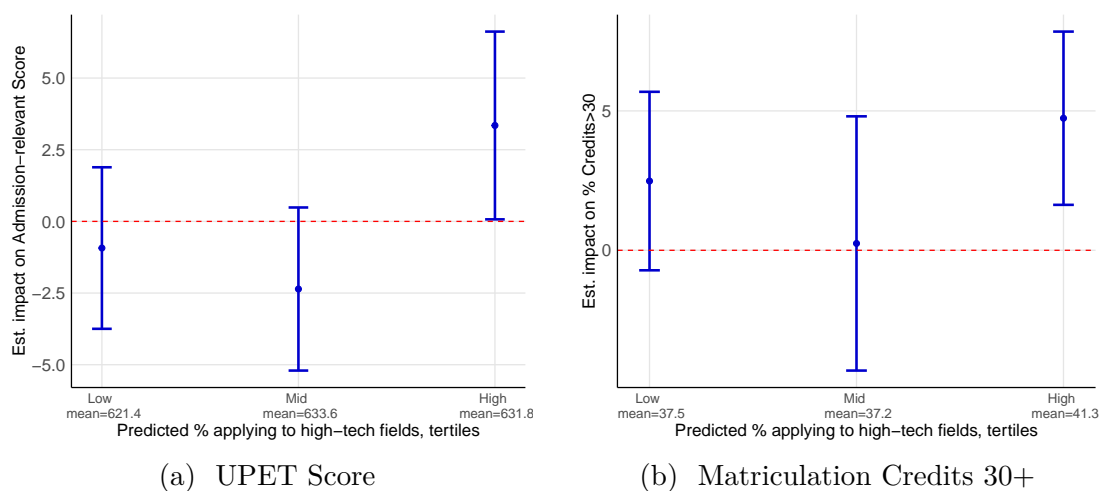 Est. impact on Admission−relevant Score
5.0
2.5
0.0
−2.5
−5.0
Low
mean=621.4
Mid
mean=633.6
High
mean=631.8
Predicted % applying to high−tech fields, tertiles
(a) UPET Score
Est. impact on % Credits>30
5
0
Low
mean=37.5
Mid
mean=37.2
High
mean=41.3
Predicted % applying to high−tech fields, tertiles
(b) Matriculation Credits 30+